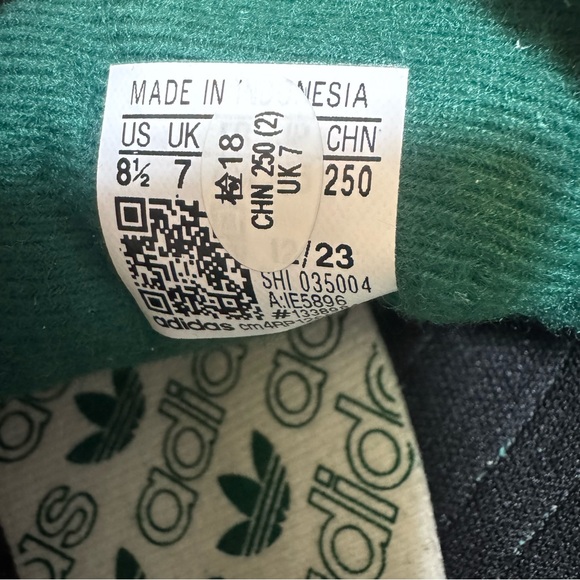 MADE IN INDONESIA
US UK CHN
8½ 7 250
检18
CHN 250 (2)
UK 7
/23
SHI 035004
A:IE5896
adidas
adidas
adidas